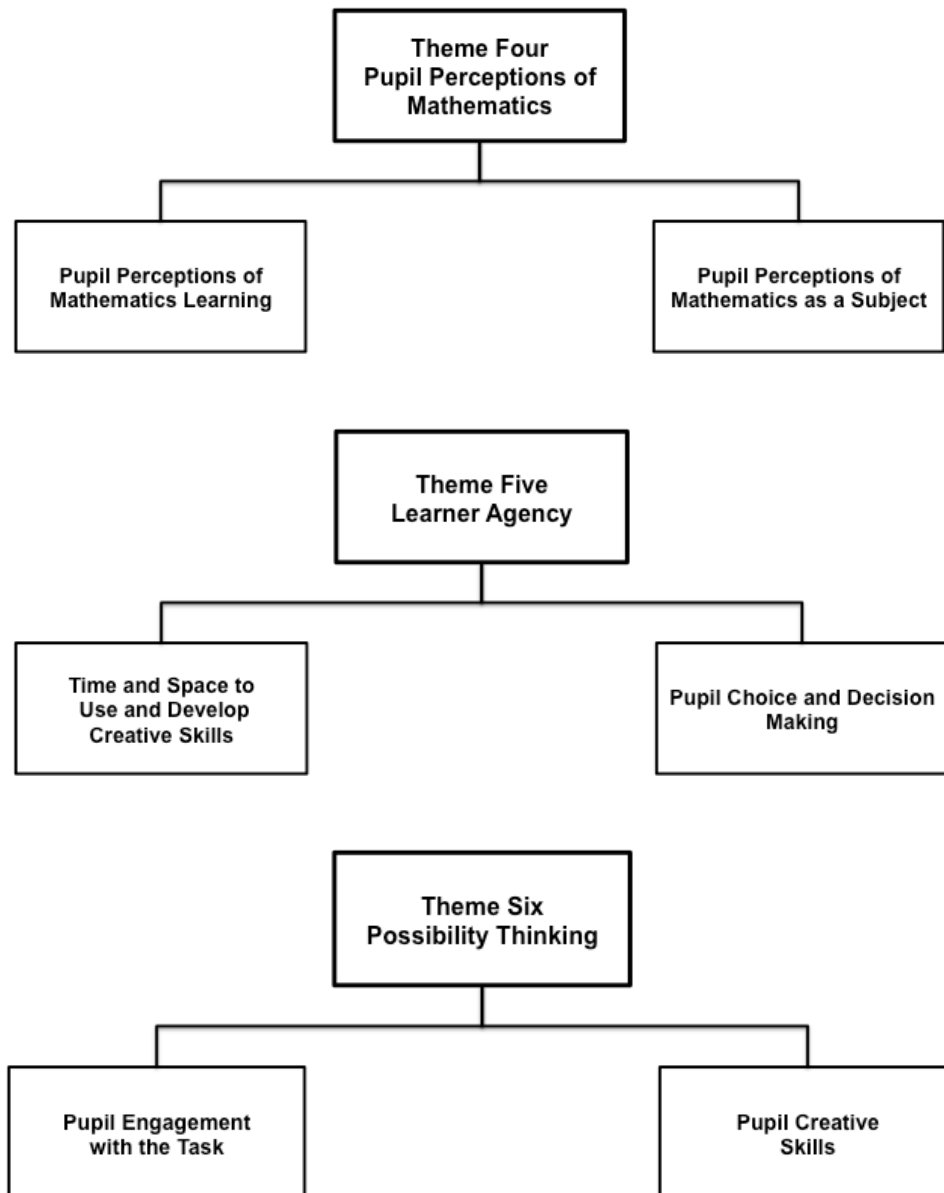 Theme Four
Pupil Perceptions of
Mathematics
Pupil Perceptions of
Mathematics Learning
Pupil Perceptions of
Mathematics as a Subject
Theme Five
Learner Agency
Time and Space to
Use and Develop
Creative Skills
Pupil Choice and Decision
Making
Theme Six
Possibility Thinking
Pupil Engagement
with the Task
Pupil Creative
Skills